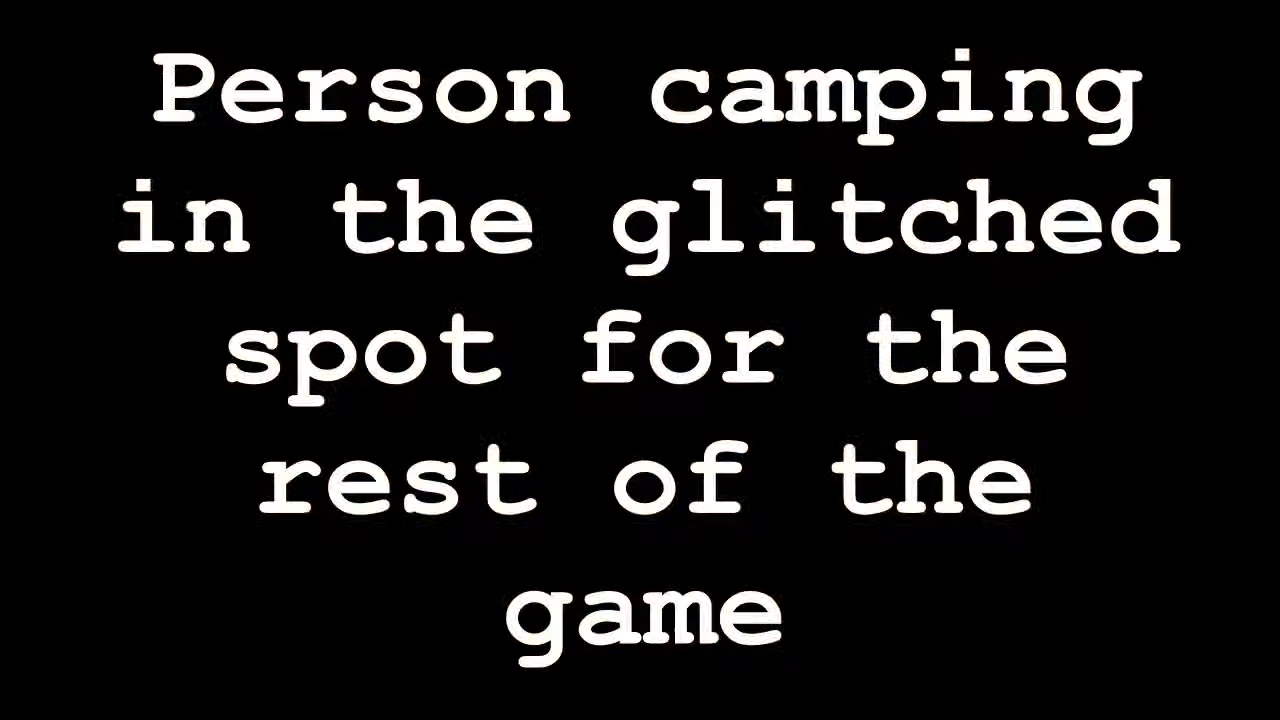 Person camping
in the glitched
spot for the
rest of the
game